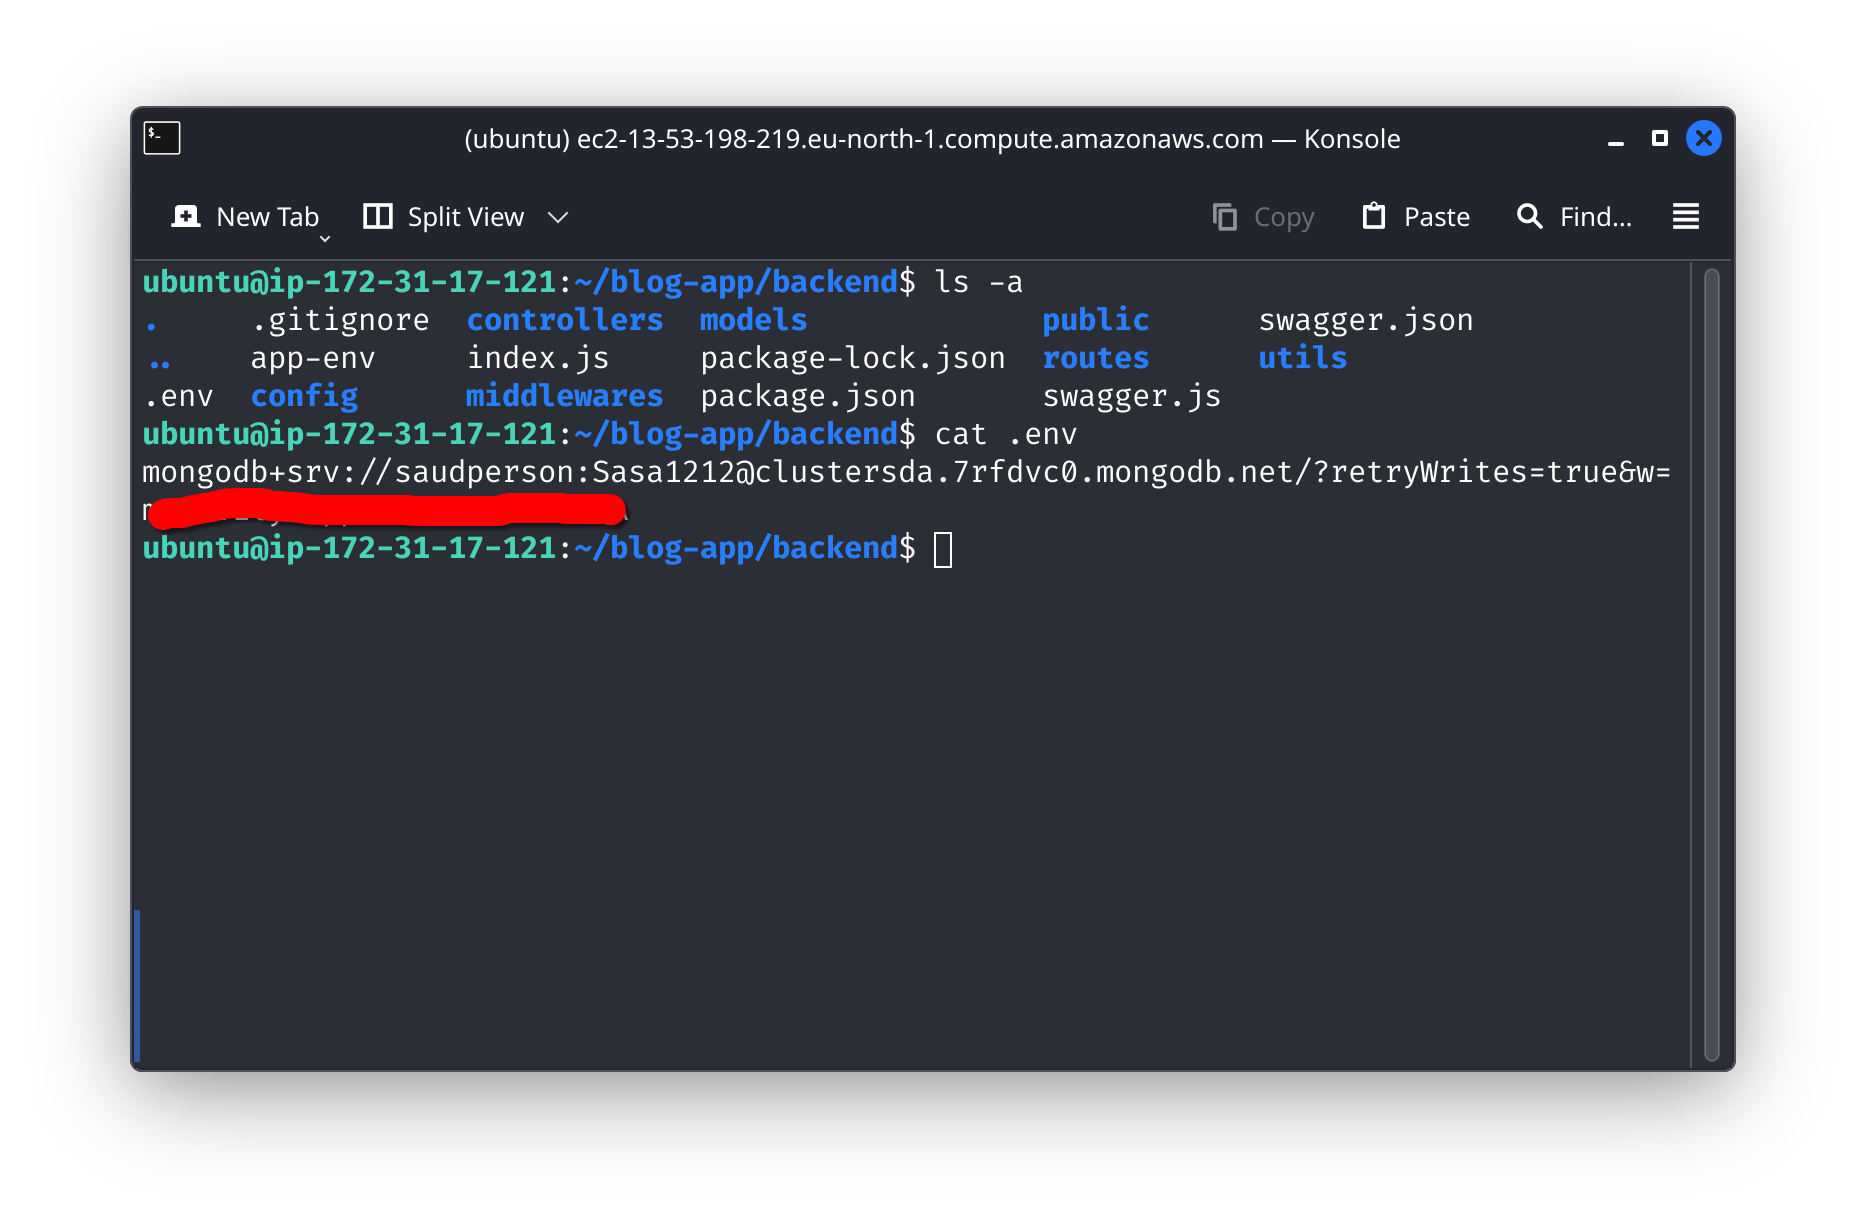 (ubuntu) ec2-13-53-198-219.eu-north-1.compute.amazonaws.com — Konsole
New Tab Split View Copy Paste Find...
ubuntu@ip-172-31-17-121:~/blog-app/backend$ ls -a
. .gitignore controllers models public swagger.json
.. app-env index.js package-lock.json routes utils
.env config middlewares package.json swagger.js
ubuntu@ip-172-31-17-121:~/blog-app/backend$ cat .env
mongodb+srv://saudperson:Sasa1212@clustersda.7rfdvc0.mongodb.net/?retryWrites=true&w=
ubuntu@ip-172-31-17-121:~/blog-app/backend$